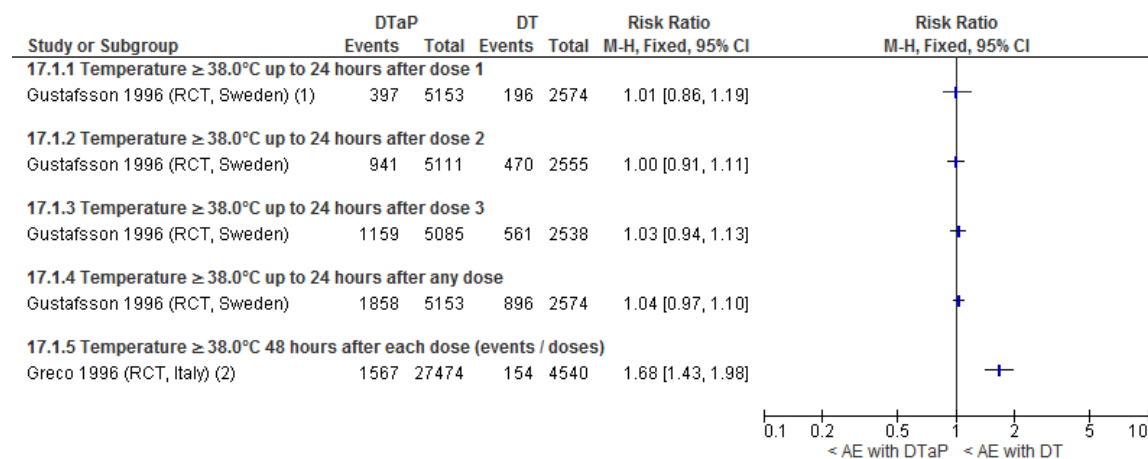 DTaP DT Risk Ratio Risk Ratio
Study or Subgroup Events Total Events Total M-H, Fixed, 95% CI M-H, Fixed, 95% CI
17.1.1 Temperature ≥ 38.0°C up to 24 hours after dose 1
Gustafsson 1996 (RCT, Sweden) (1) 397 5153 196 2574 1.01 [0.86, 1.19]
17.1.2 Temperature ≥ 38.0°C up to 24 hours after dose 2
Gustafsson 1996 (RCT, Sweden) 941 5111 470 2555 1.00 [0.91, 1.11]
17.1.3 Temperature ≥ 38.0°C up to 24 hours after dose 3
Gustafsson 1996 (RCT, Sweden) 1159 5085 561 2538 1.03 [0.94, 1.13]
17.1.4 Temperature ≥ 38.0°C up to 24 hours after any dose
Gustafsson 1996 (RCT, Sweden) 1858 5153 896 2574 1.04 [0.97, 1.10]
17.1.5 Temperature ≥ 38.0°C 48 hours after each dose (events / doses)
Greco 1996 (RCT, Italy) (2) 1567 27474 154 4540 1.68 [1.43, 1.98]
0.1 0.2 0.5 1 2 5 10
< AE with DTaP < AE with DT